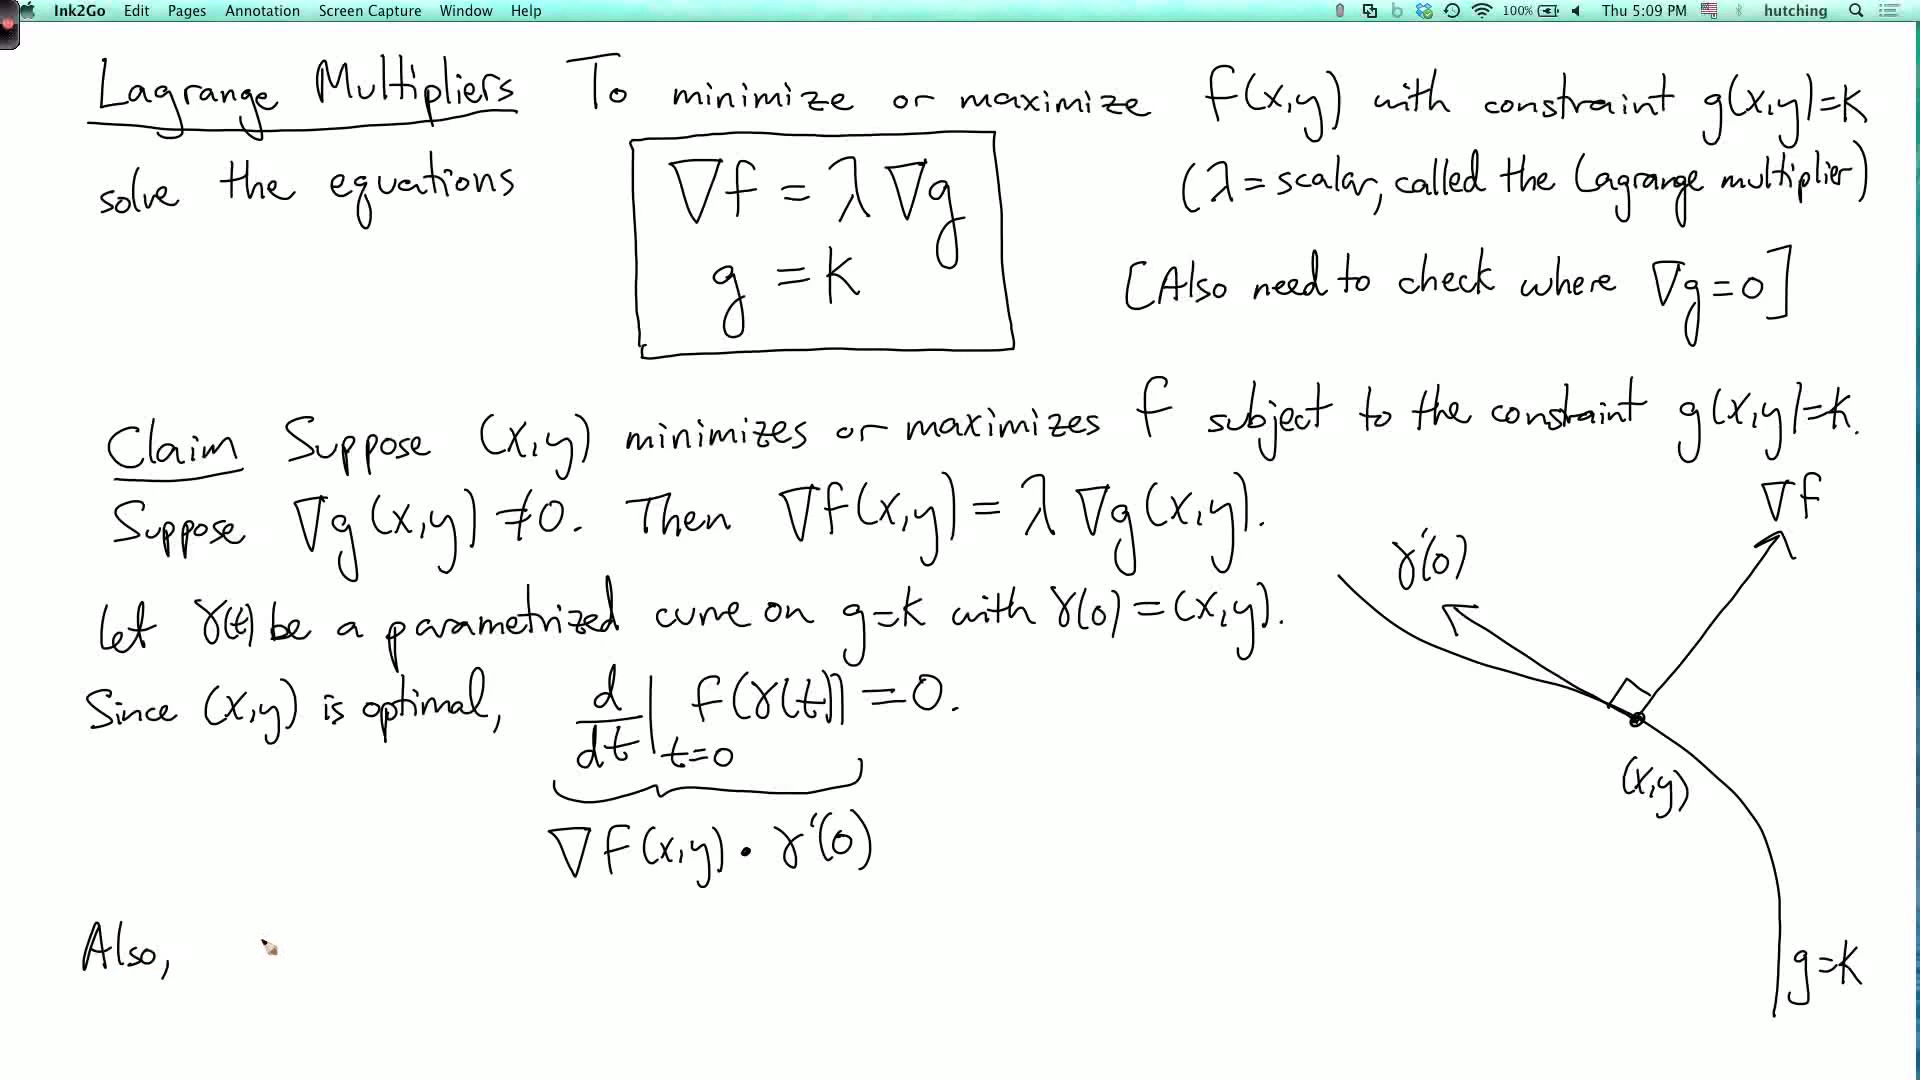 Ink2Go Edit Pages Annotation Screen Capture Window Help 100% Thu 5:09 PM hutching
Lagrange Multipliers To minimize or maximize f(x,y) with constraint g(x,y)=k
solve the equations ∇f = λ∇g (λ = scalar, called the Lagrange multiplier)
g = k [Also need to check where ∇g = 0]
Claim Suppose (x,y) minimizes or maximizes f subject to the constraint g(x,y)=k.
Suppose ∇g(x,y) ≠ 0. Then ∇f(x,y) = λ∇g(x,y).
∇f
γ'(0)
Let γ(t) be a parametrized curve on g=k with γ(0) = (x,y).
Since (x,y) is optimal, d/dt|t=0 f(γ(t)) = 0.
(x,y)
∇f(x,y) · γ'(0)
Also,
g=k